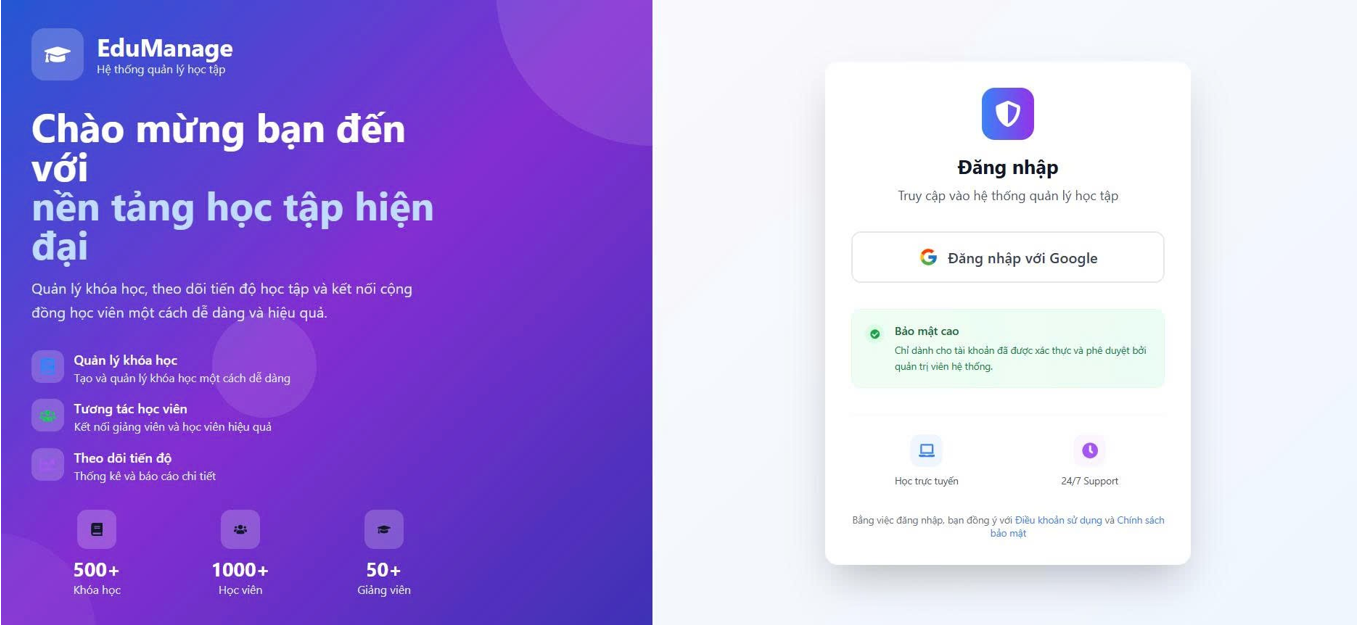 EduManage
Hệ thống quản lý học tập
Chào mừng bạn đến
với
nền tảng học tập hiện
đại
Quản lý khóa học, theo dõi tiến độ học tập và kết nối cộng
đồng học viên một cách dễ dàng và hiệu quả.
Quản lý khóa học
Tạo và quản lý khóa học một cách dễ dàng
Tương tác học viên
Kết nối giảng viên và học viên hiệu quả
Theo dõi tiến độ
Thống kê và báo cáo chi tiết
500+
Khóa học
1000+
Học viên
50+
Giảng viên
Đăng nhập
Truy cập vào hệ thống quản lý học tập
Đăng nhập với Google
Bảo mật cao
Chỉ dành cho tài khoản đã được xác thực và phê duyệt bởi
quản trị viên hệ thống.
Học trực tuyến
24/7 Support
Bằng việc đăng nhập, bạn đồng ý với Điều khoản sử dụng và Chính sách
bảo mật